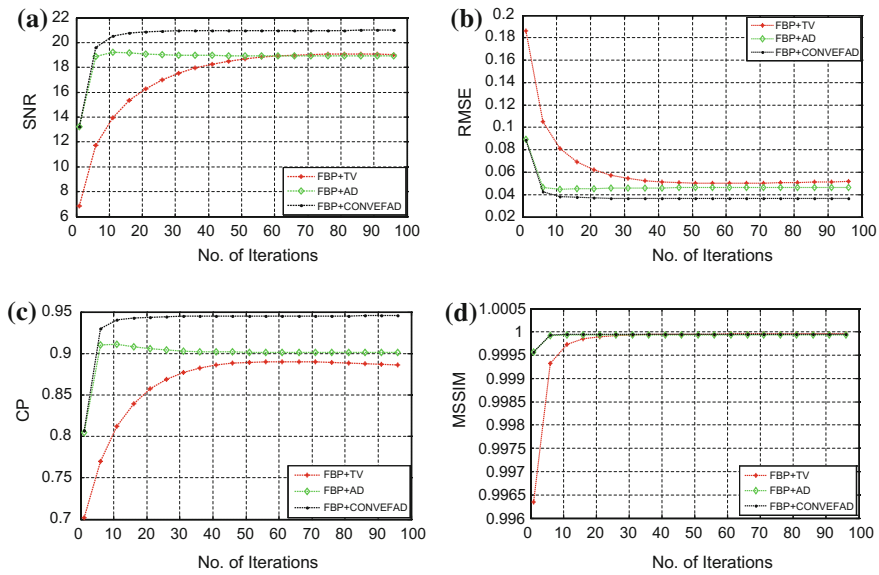 (a)
22
20
18
16
14
12
10
8
6
SNR
0 10 20 30 40 50 60 70 80 90 100
No. of Iterations
FBP+TV
FBP+AD
FBP+CONVEFAD
(b)
0.2
0.18
0.16
0.14
0.12
0.1
0.08
0.06
0.04
0.02
RMSE
0 10 20 30 40 50 60 70 80 90 100
No. of Iterations
FBP+TV
FBP+AD
FBP+CONVEFAD
(c)
0.95
0.9
0.85
0.8
0.75
0.7
CP
0 10 20 30 40 50 60 70 80 90 100
No. of Iterations
FBP+TV
FBP+AD
FBP+CONVEFAD
(d)
1.0005
1
0.9995
0.999
0.9985
0.998
0.9975
0.997
0.9965
0.996
MSSIM
0 10 20 30 40 50 60 70 80 90 100
No. of Iterations
FBP+TV
FBP+AD
FBP+CONVEFAD